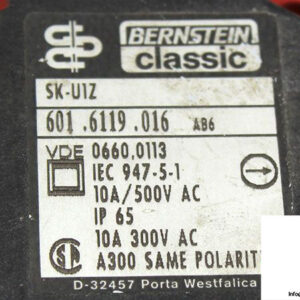 BERNSTEIN
classic
SK-U1Z
601.6119.016 AB6
VDE 0660,0113
IEC 947-5-1
10A/500V AC
IP 65
10A 300V AC
A300 SAME POLARIT
D-32457 Porta Westfalica